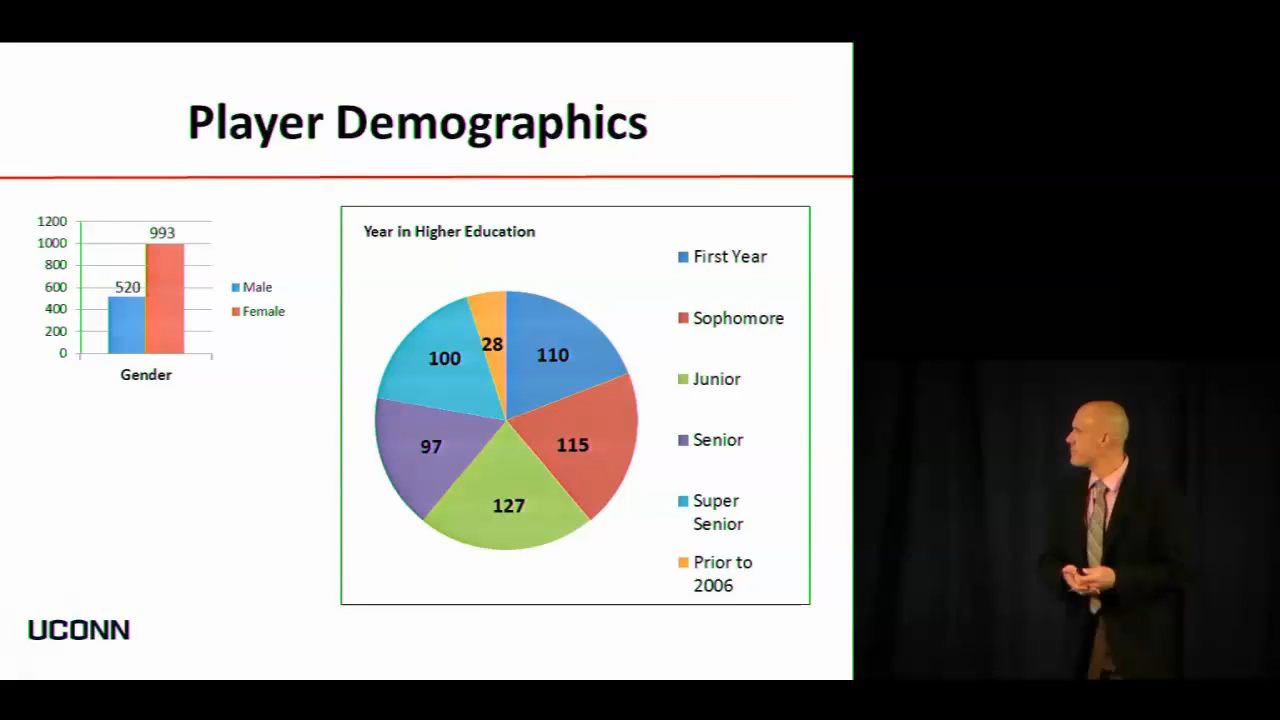 Player Demographics
1200
1000
800
600
400
200
0
993
520
Male
Female
Gender
Year in Higher Education
First Year
Sophomore
Junior
Senior
Super
Senior
Prior to
2006
28
110
100
115
97
127
UCONN